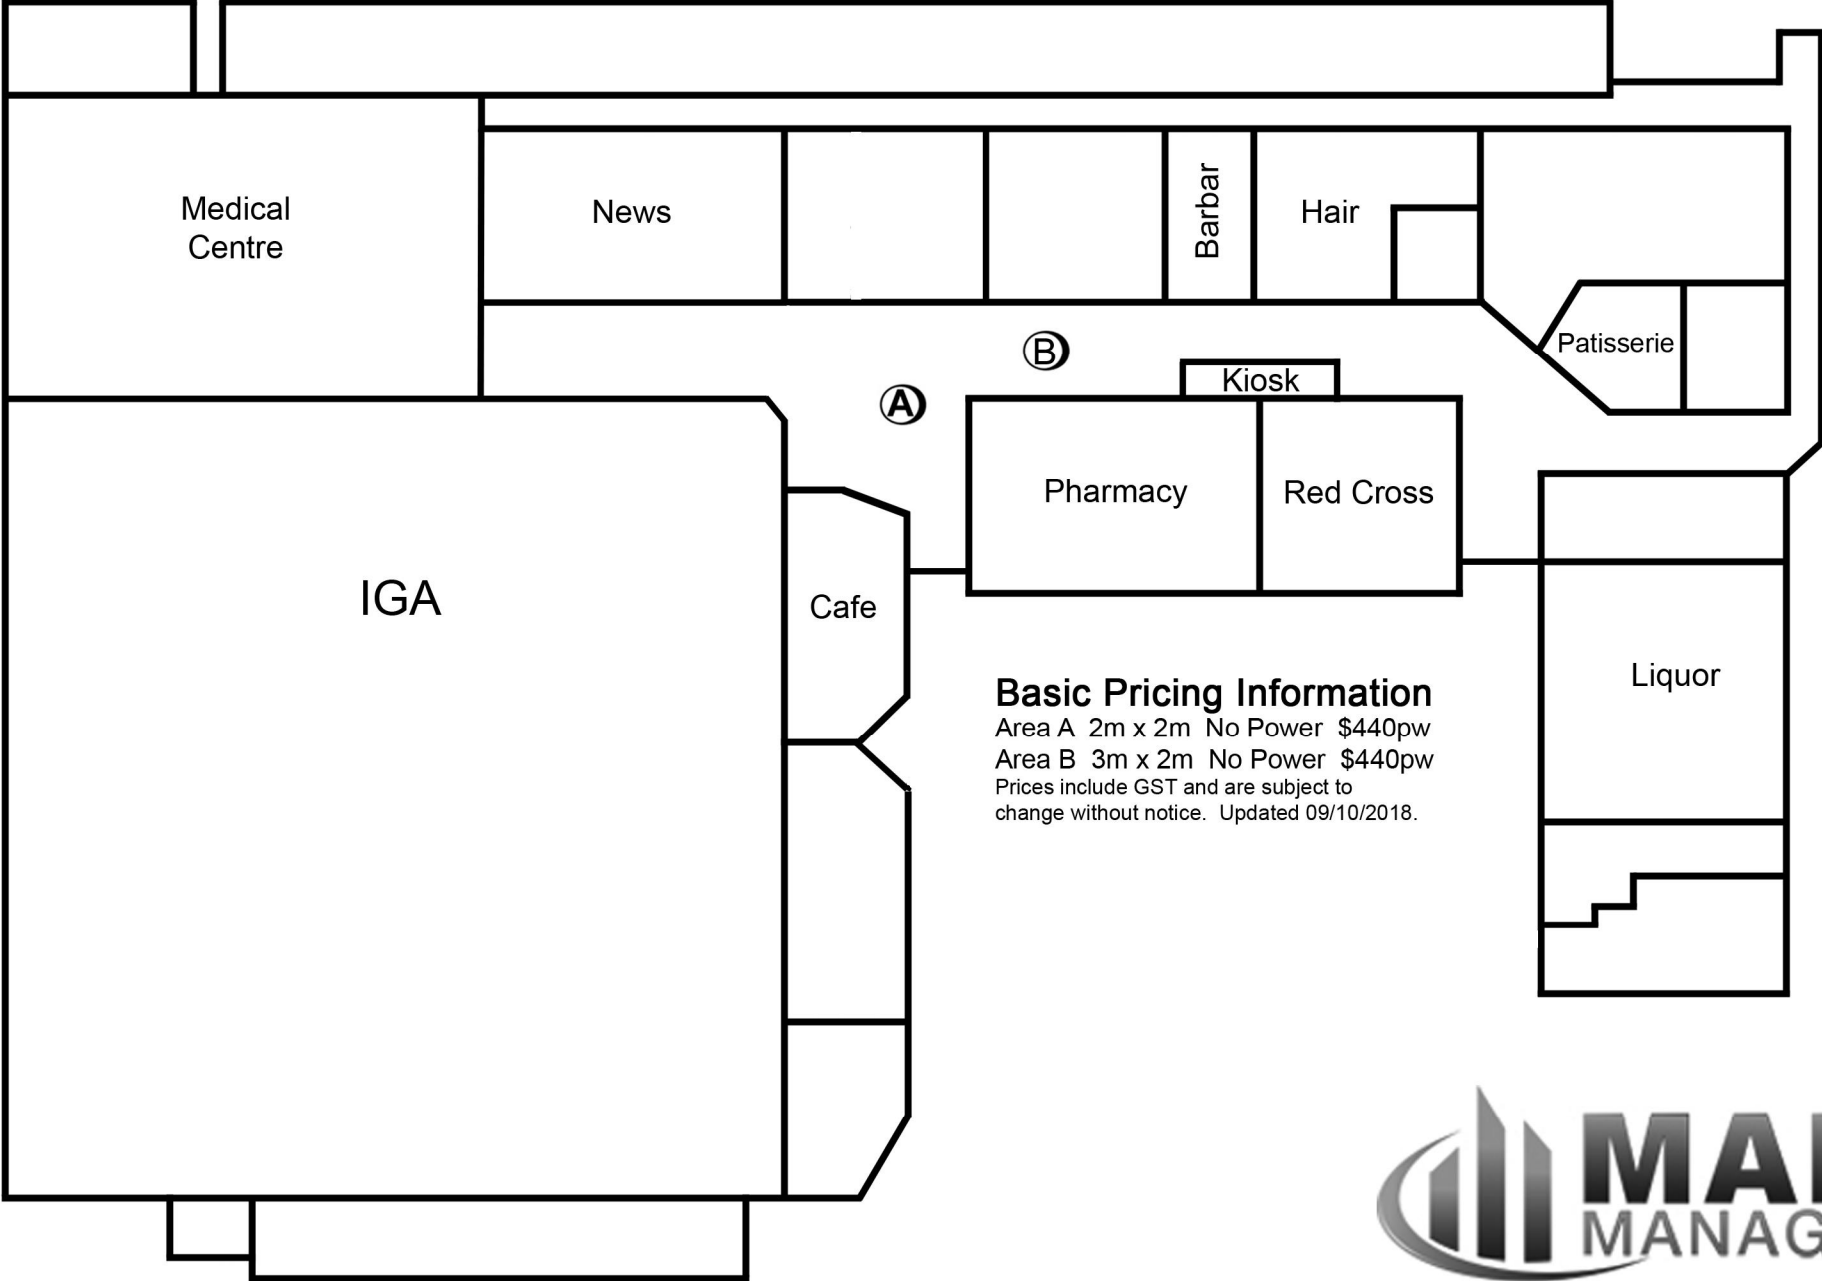 Medical
Centre
News
Barbar
Hair
B
Patisserie
Kiosk
A
Pharmacy
Red Cross
IGA
Cafe
Liquor
Basic Pricing Information
Area A 2m x 2m No Power $440pw
Area B 3m x 2m No Power $440pw
Prices include GST and are subject to
change without notice. Updated 09/10/2018.